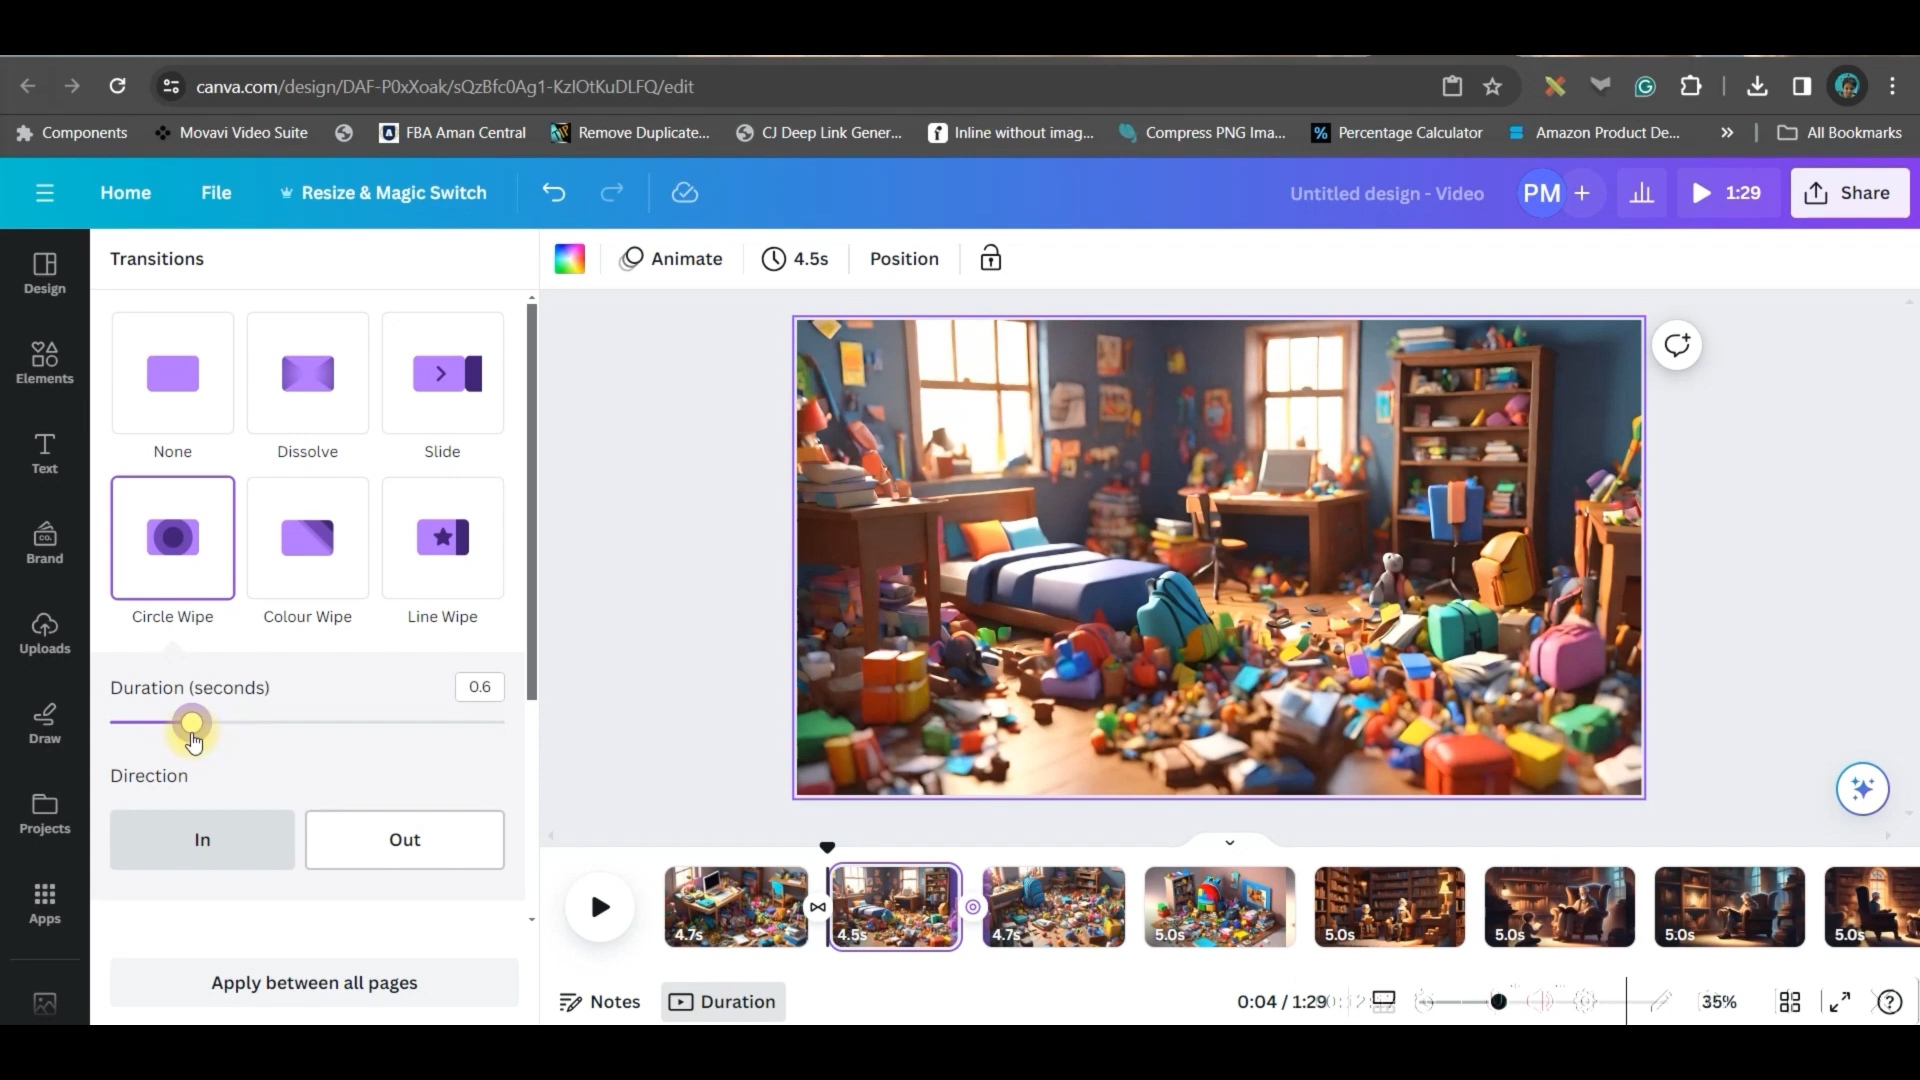 canva.com/design/DAF-P0xXoak/sQzBfc0Ag1-KzIOtKuDLFQ/edit
Components
Movavi Video Suite
FBA Aman Central
Remove Duplicate...
CJ Deep Link Gener...
Inline without imag...
Compress PNG Ima...
Percentage Calculator
Amazon Product De...
All Bookmarks
Home
File
Resize & Magic Switch
Untitled design - Video
PM
1:29
Share
Transitions
Animate
4.5s
Position
Design
Elements
Text
Brand
Uploads
Draw
Projects
Apps
None
Dissolve
Slide
Circle Wipe
Colour Wipe
Line Wipe
Duration (seconds)
0.6
Direction
In
Out
Apply between all pages
4.7s
4.5s
4.7s
5.0s
5.0s
5.0s
5.0s
5.0s
Notes
Duration
0:04 / 1:29
35%